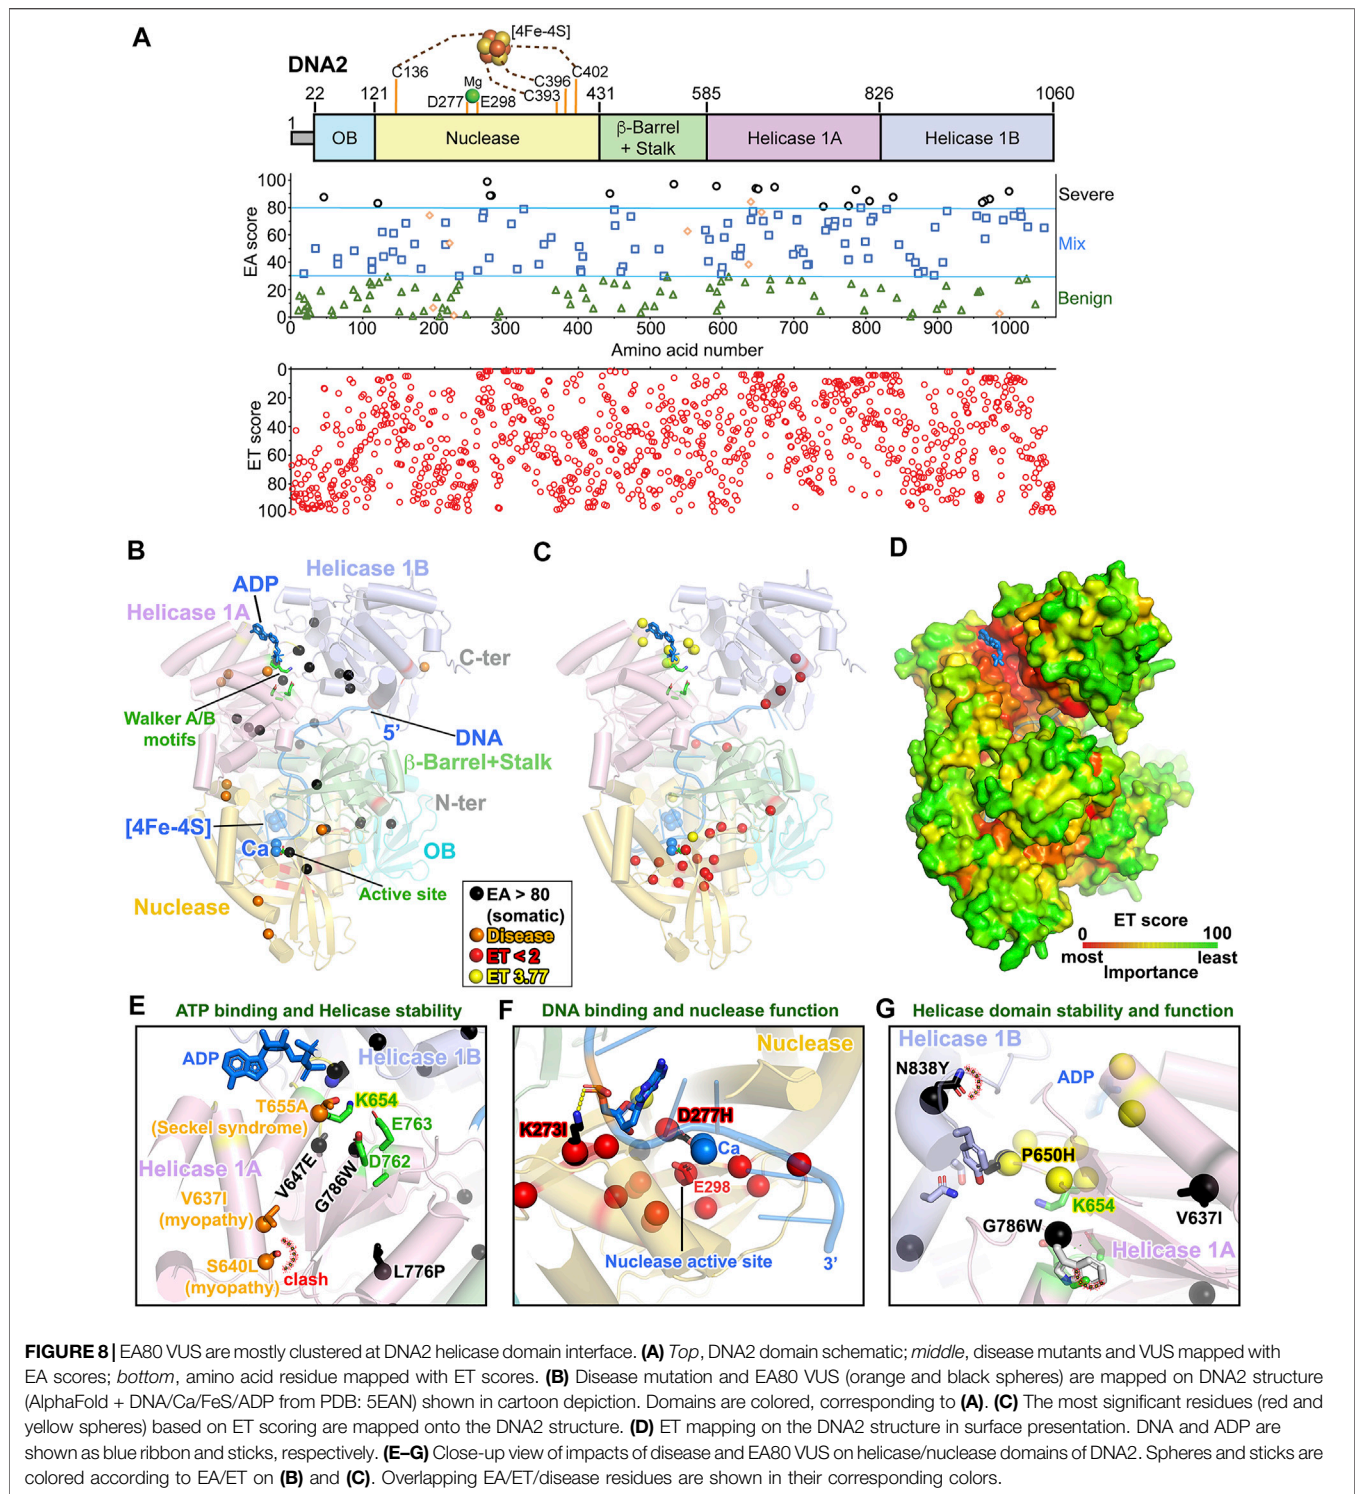 A
[4Fe-4S]
DNA2
C136
C402
Mg
C396
22
121
D277
E298
C393
431
585
826
1060
1
OB
Nuclease
β-Barrel
+ Stalk
Helicase 1A
Helicase 1B
100
80
60
40
20
0
EA score
Severe
Mix
Benign
0
100
200
300
400
500
600
700
800
900
1000
Amino acid number
0
20
40
60
80
100
ET score
B
Helicase 1B
ADP
Helicase 1A
C-ter
Walker A/B
motifs
5’
DNA
β-Barrel+Stalk
N-ter
[4Fe-4S]
Ca
OB
Active site
Nuclease
EA > 80
(somatic)
Disease
ET < 2
ET 3.77
C
D
ET score
0
100
most
least
Importance
E
ATP binding and Helicase stability
ADP
Helicase 1B
T655A
(Seckel syndrome)
K654
E763
D762
Helicase 1A
V647E
G786W
V637I
(myopathy)
S640L
(myopathy)
clash
L776P
F
DNA binding and nuclease function
Nuclease
K273I
D277H
Ca
E298
Nuclease active site
3’
G
Helicase domain stability and function
Helicase 1B
N838Y
ADP
P650H
K654
V637I
G786W
Helicase 1A
FIGURE 8 | EA80 VUS are mostly clustered at DNA2 helicase domain interface. (A) Top, DNA2 domain schematic; middle, disease mutants and VUS mapped with
EA scores; bottom, amino acid residue mapped with ET scores. (B) Disease mutation and EA80 VUS (orange and black spheres) are mapped on DNA2 structure
(AlphaFold + DNA/Ca/FeS/ADP from PDB: 5EAN) shown in cartoon depiction. Domains are colored, corresponding to (A). (C) The most significant residues (red and
yellow spheres) based on ET scoring are mapped onto the DNA2 structure. (D) ET mapping on the DNA2 structure in surface presentation. DNA and ADP are
shown as blue ribbon and sticks, respectively. (E–G) Close-up view of impacts of disease and EA80 VUS on helicase/nuclease domains of DNA2. Spheres and sticks are
colored according to EA/ET on (B) and (C). Overlapping EA/ET/disease residues are shown in their corresponding colors.